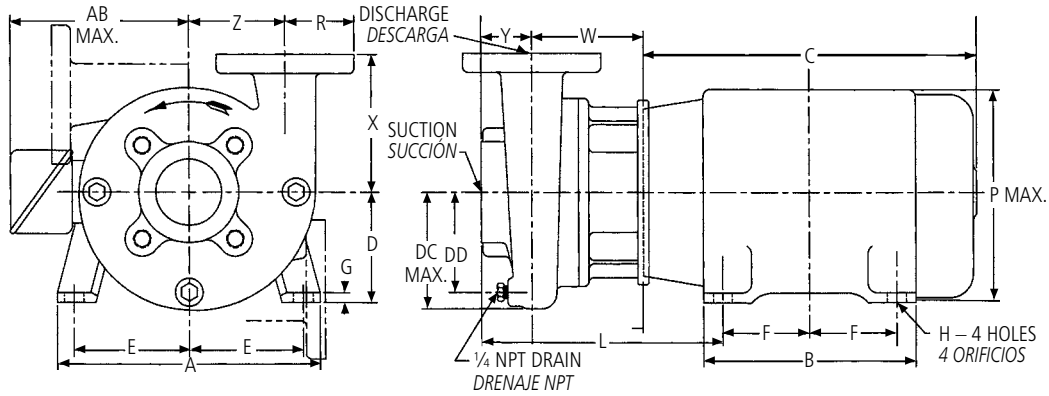 AB
MAX.
Z
R
DISCHARGE
DESCARGA
Y
W
C
X
SUCTION
SUCCIÓN
P MAX.
D
G
DC
MAX.
DD
E
E
A
L
F
F
B
¼ NPT DRAIN
DRENAJE NPT
H – 4 HOLES
4 ORIFICIOS